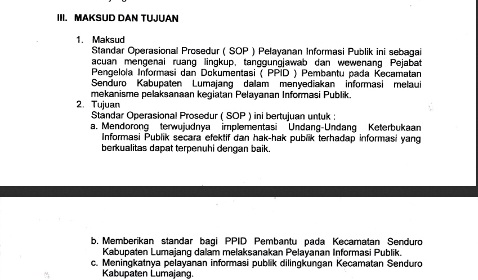 III. MAKSUD DAN TUJUAN
1. Maksud
Standar Operasional Prosedur ( SOP ) Pelayanan Informasi Publik ini sebagai
acuan mengenai ruang lingkup, tanggungjawab dan wewenang Pejabat
Pengelola Informasi dan Dokumentasi ( PPID ) Pembantu pada Kecamatan
Senduro Kabupaten Lumajang dalam menyediakan informasi melaui
mekanisme pelaksanaan kegiatan Pelayanan Informasi Publik.
2. Tujuan
Standar Operasional Prosedur ( SOP ) ini bertujuan untuk :
a. Mendorong terwujudnya implementasi Undang-Undang Keterbukaan
Informasi Publik secara efektif dan hak-hak publik terhadap informasi yang
berkualitas dapat terpenuhi dengan baik.
b. Memberikan standar bagi PPID Pembantu pada Kecamatan Senduro
Kabupaten Lumajang dalam melaksanakan Pelayanan Informasi Publik.
c. Meningkatnya pelayanan informasi publik dilingkungan Kecamatan Senduro
Kabupaten Lumajang.